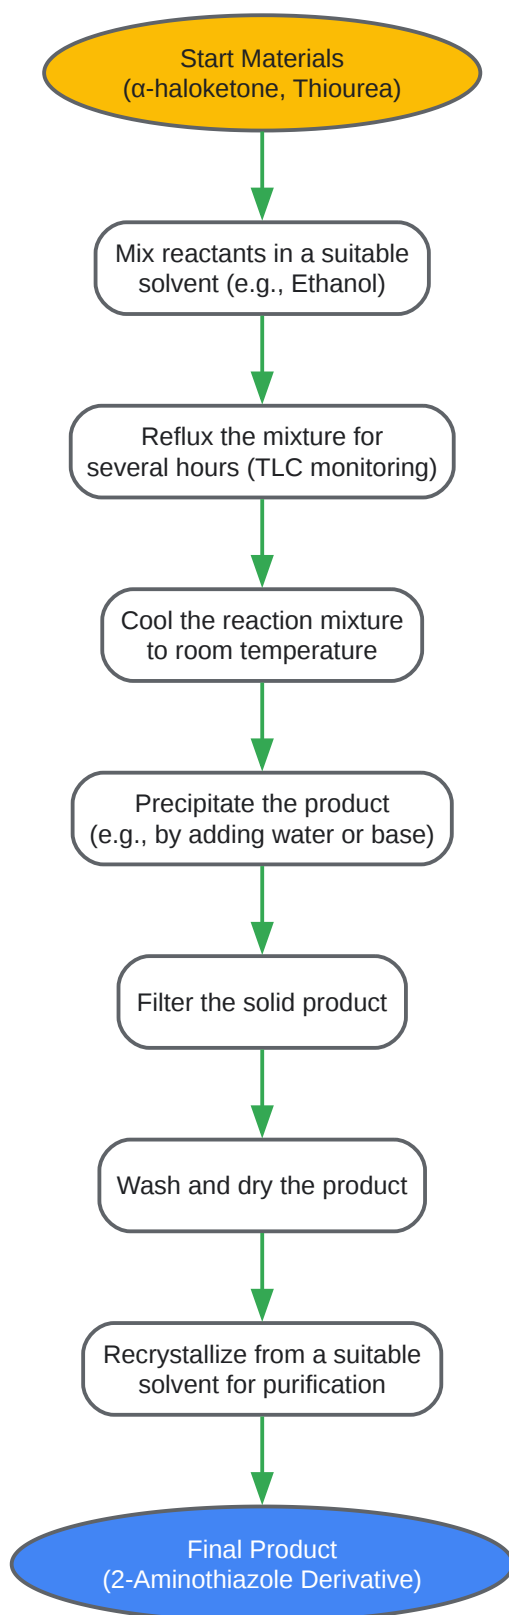 Start Materials
(α-haloketone, Thiourea)
Mix reactants in a suitable
solvent (e.g., Ethanol)
Reflux the mixture for
several hours (TLC monitoring)
Cool the reaction mixture
to room temperature
Precipitate the product
(e.g., by adding water or base)
Filter the solid product
Wash and dry the product
Recrystallize from a suitable
solvent for purification
Final Product
(2-Aminothiazole Derivative)